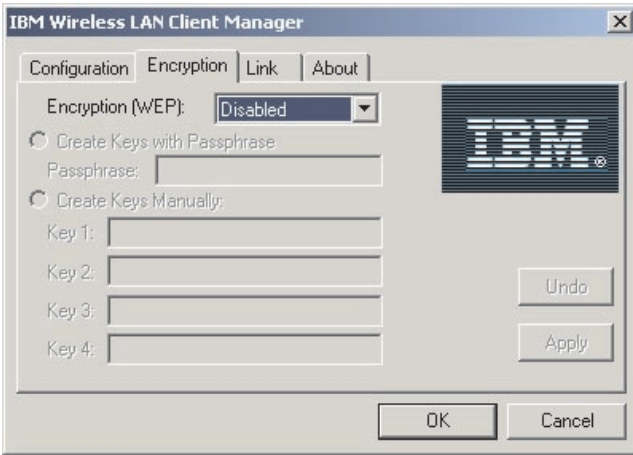 IBM Wireless LAN Client Manager
Configuration Encryption Link About
Encryption (WEP): Disabled
IBM®
Create Keys with Passphrase
Passphrase:
Create Keys Manually:
Key 1:
Key 2:
Key 3:
Key 4:
Undo
Apply
OK Cancel